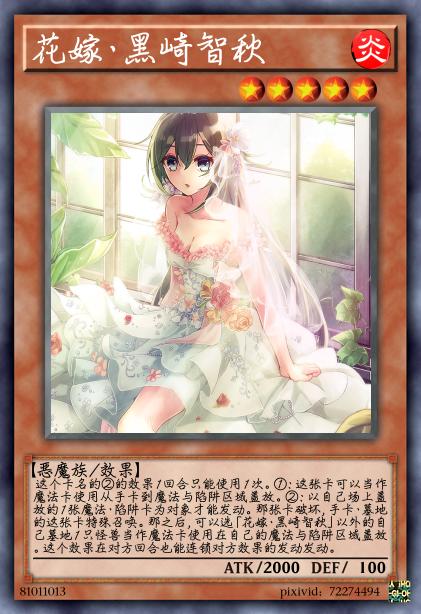 花嫁·黑崎智秋
炎
【恶魔族/效果】
这个卡名的②的效果1回合只能使用1次。①:这张卡可以当作
魔法卡使用从手卡到魔法与陷阱区域盖放。②:以自己场上盖
放的1张魔法·陷阱卡为对象才能发动。那张卡破坏,手卡·墓地
的这张卡特殊召唤。那之后,可以选「花嫁·黑崎智秋」以外的自
己墓地1只怪兽当作魔法卡使用在自己的魔法与陷阱区域盖放
。这个效果在对方回合也能连锁对方效果的发动发动。
ATK/2000 DEF/ 100
81011013 pixivid: 72274494